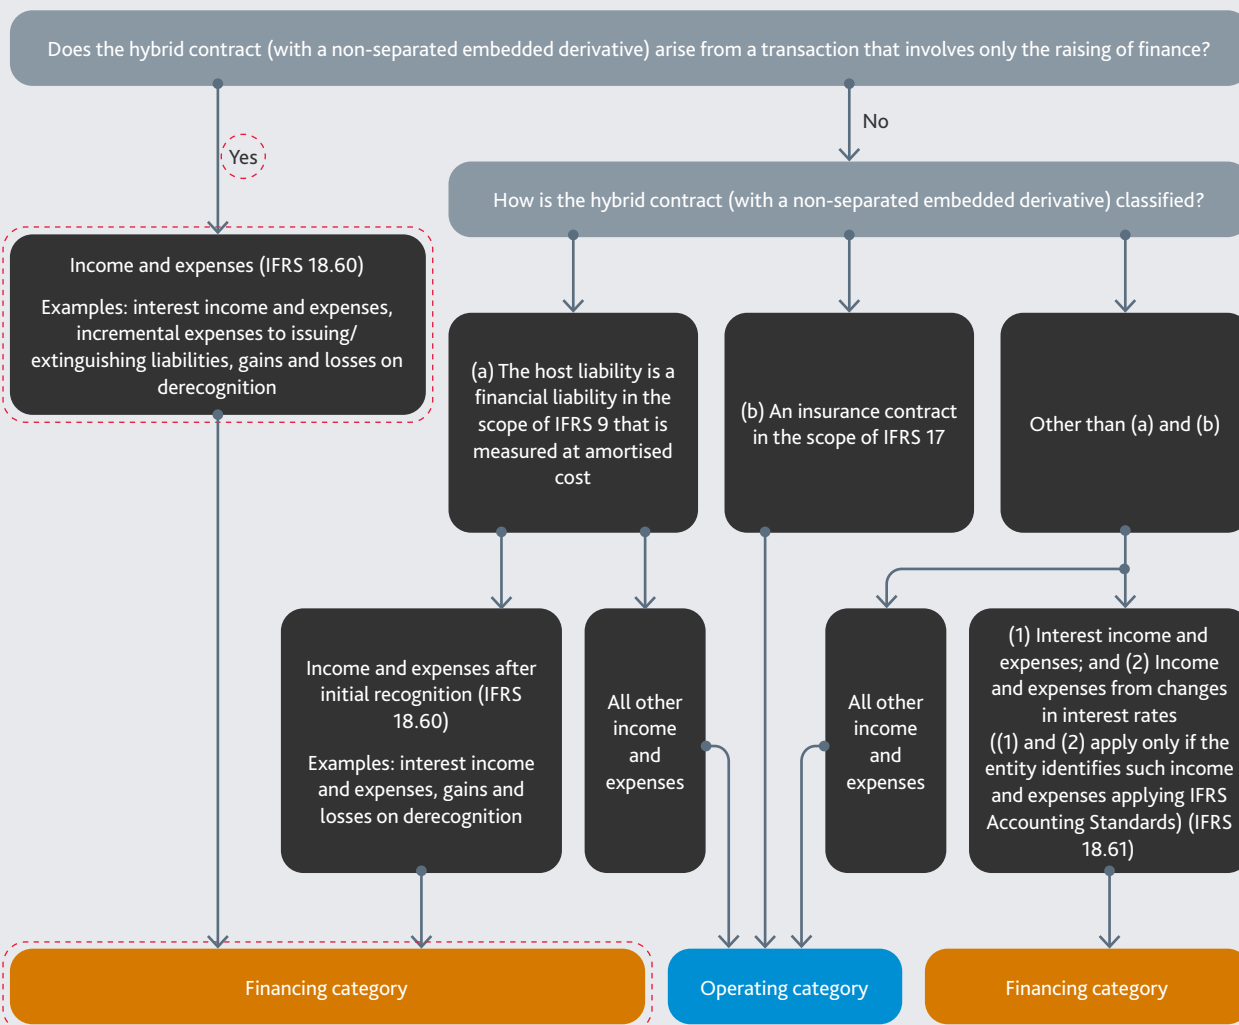 Does the hybrid contract (with a non-separated embedded derivative) arise from a transaction that involves only the raising of finance?
Yes
No
How is the hybrid contract (with a non-separated embedded derivative) classified?
Income and expenses (IFRS 18.60)
Examples: interest income and expenses,
incremental expenses to issuing/
extinguishing liabilities, gains and losses on
derecognition
(a) The host liability is a
financial liability in the
scope of IFRS 9 that is
measured at amortised
cost
(b) An insurance contract
in the scope of IFRS 17
Other than (a) and (b)
Income and expenses after
initial recognition (IFRS
18.60)
Examples: interest income
and expenses, gains and
losses on derecognition
All other
income
and
expenses
All other
income
and
expenses
(1) Interest income and
expenses; and (2) Income
and expenses from changes
in interest rates
((1) and (2) apply only if the
entity identifies such income
and expenses applying IFRS
Accounting Standards) (IFRS
18.61)
Financing category
Operating category
Financing category